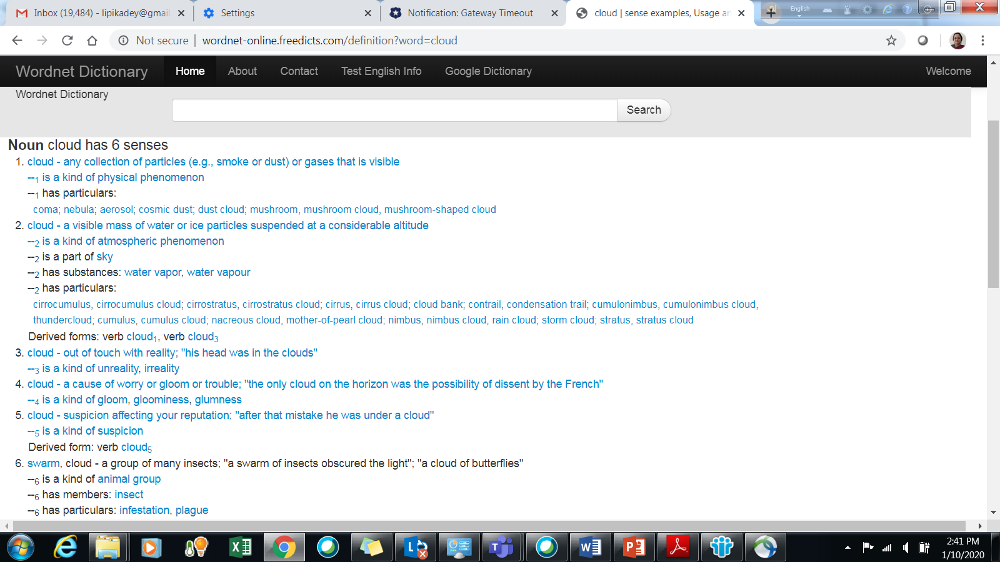 Inbox (19,484) - lipikadey@gmai
Settings
Notification: Gateway Timeout
cloud | sense examples, Usage an
English
Not secure
wordnet-online.freedicts.com/definition?word=cloud
Wordnet Dictionary Home About Contact Test English Info Google Dictionary Welcome
Wordnet Dictionary
Search
Noun cloud has 6 senses
1. cloud - any collection of particles (e.g., smoke or dust) or gases that is visible
--1 is a kind of physical phenomenon
--1 has particulars:
coma; nebula; aerosol; cosmic dust; dust cloud; mushroom, mushroom cloud, mushroom-shaped cloud
2. cloud - a visible mass of water or ice particles suspended at a considerable altitude
--2 is a kind of atmospheric phenomenon
--2 is a part of sky
--2 has substances: water vapor, water vapour
--2 has particulars:
cirrocumulus, cirrocumulus cloud; cirrostratus, cirrostratus cloud; cirrus, cirrus cloud; cloud bank; contrail, condensation trail; cumulonimbus, cumulonimbus cloud,
thundercloud; cumulus, cumulus cloud; nacreous cloud, mother-of-pearl cloud; nimbus, nimbus cloud, rain cloud; storm cloud; stratus, stratus cloud
Derived forms: verb cloud1, verb cloud3
3. cloud - out of touch with reality; "his head was in the clouds"
--3 is a kind of unreality, irreality
4. cloud - a cause of worry or gloom or trouble; "the only cloud on the horizon was the possibility of dissent by the French"
--4 is a kind of gloom, gloominess, glumness
5. cloud - suspicion affecting your reputation; "after that mistake he was under a cloud"
--5 is a kind of suspicion
Derived form: verb cloud5
6. swarm, cloud - a group of many insects; "a swarm of insects obscured the light"; "a cloud of butterflies"
--6 is a kind of animal group
--6 has members: insect
--6 has particulars: infestation, plague
2:41 PM
1/10/2020